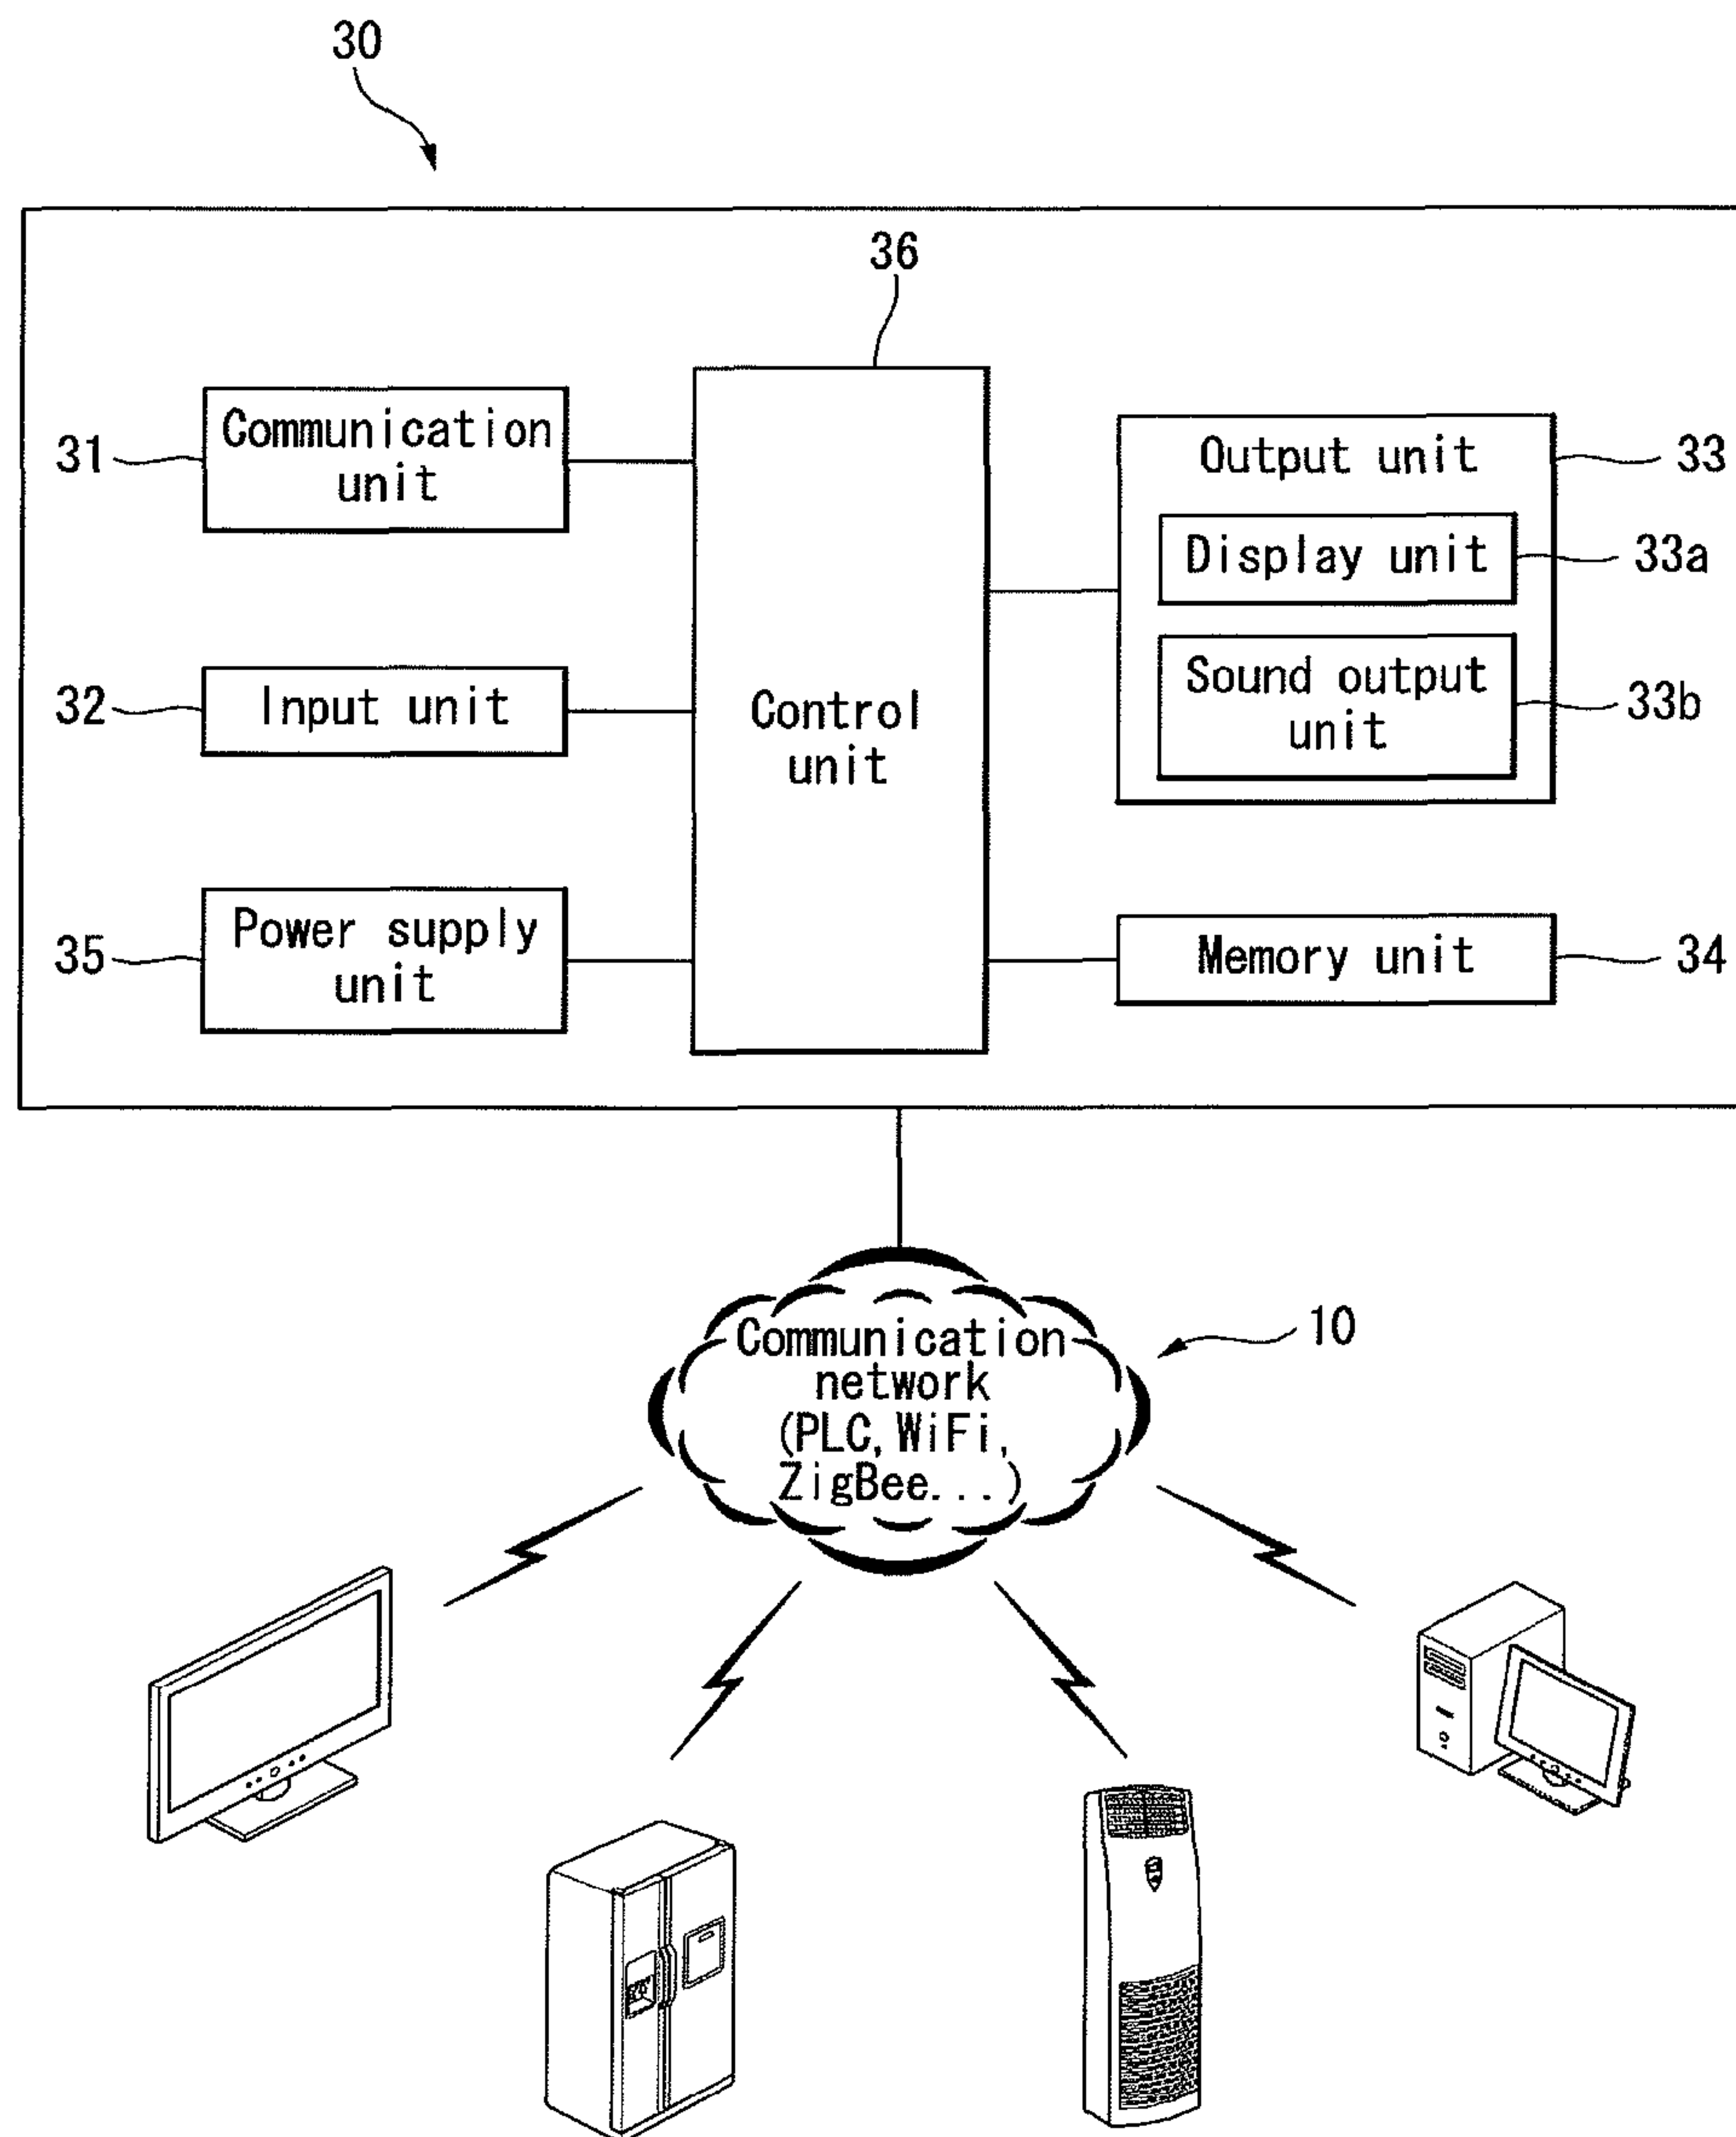 30
36
Communication
unit
31
Output unit
33
Display unit
33a
Sound output
unit
33b
32
Input unit
Control
unit
35
Power supply
unit
Memory unit
34
Communication
network
(PLC, WiFi,
ZigBee...)
10